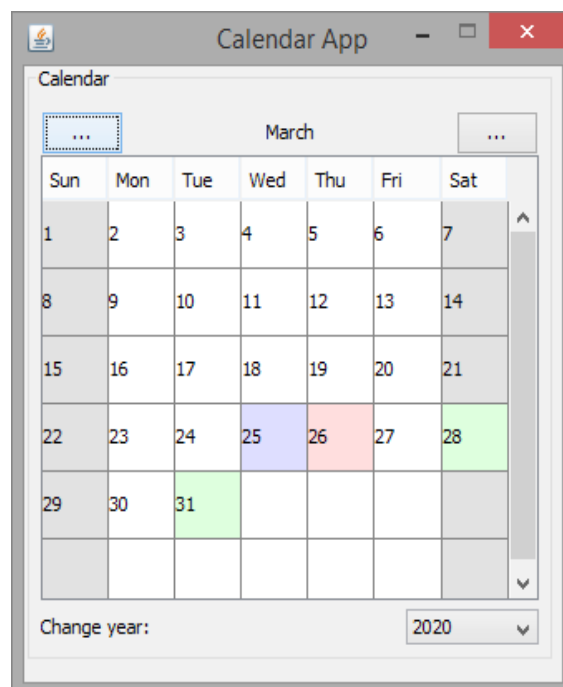 Calendar App
Calendar
... March ...
Sun Mon Tue Wed Thu Fri Sat
1 2 3 4 5 6 7
8 9 10 11 12 13 14
15 16 17 18 19 20 21
22 23 24 25 26 27 28
29 30 31
Change year: 2020